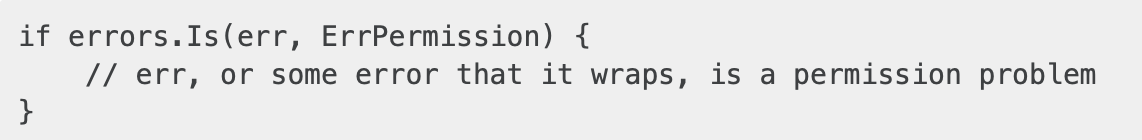 if errors.Is(err, ErrPermission) {
    // err, or some error that it wraps, is a permission problem
}